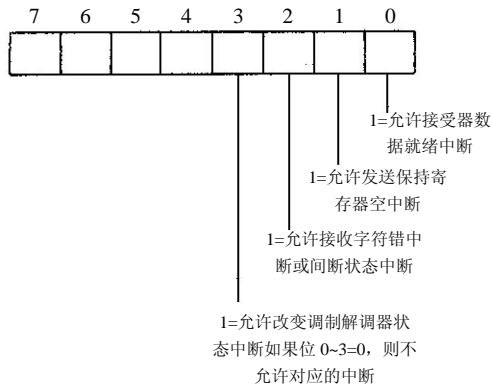 7 6 5 4 3 2 1 0
1=允许接受器数
据就绪中断
1=允许发送保持寄
存器空中断
1=允许接收字符错中
断或间断状态中断
1=允许改变调制解调器状
态中断如果位 0~3=0，则不
允许对应的中断